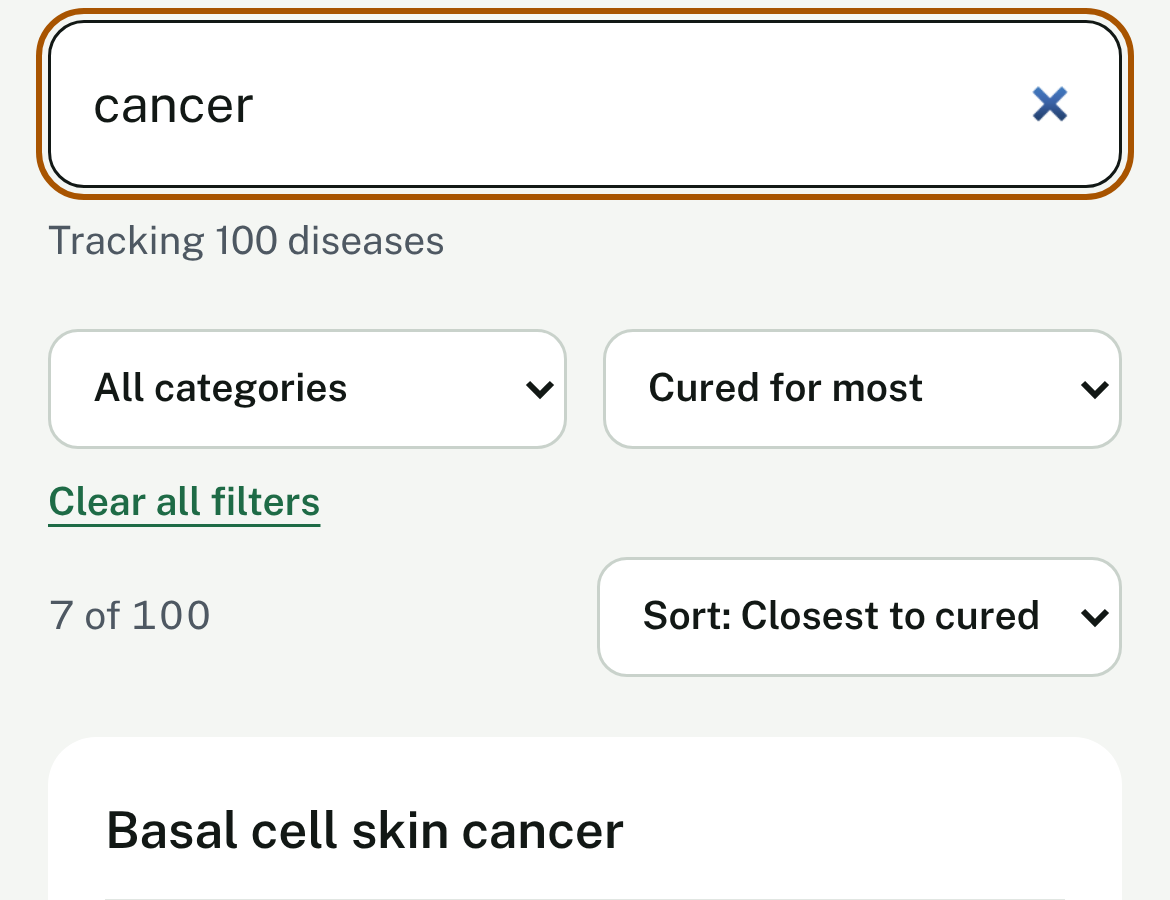 cancer
Tracking 100 diseases
All categories
Cured for most
Clear all filters
7 of 100
Sort: Closest to cured
Basal cell skin cancer